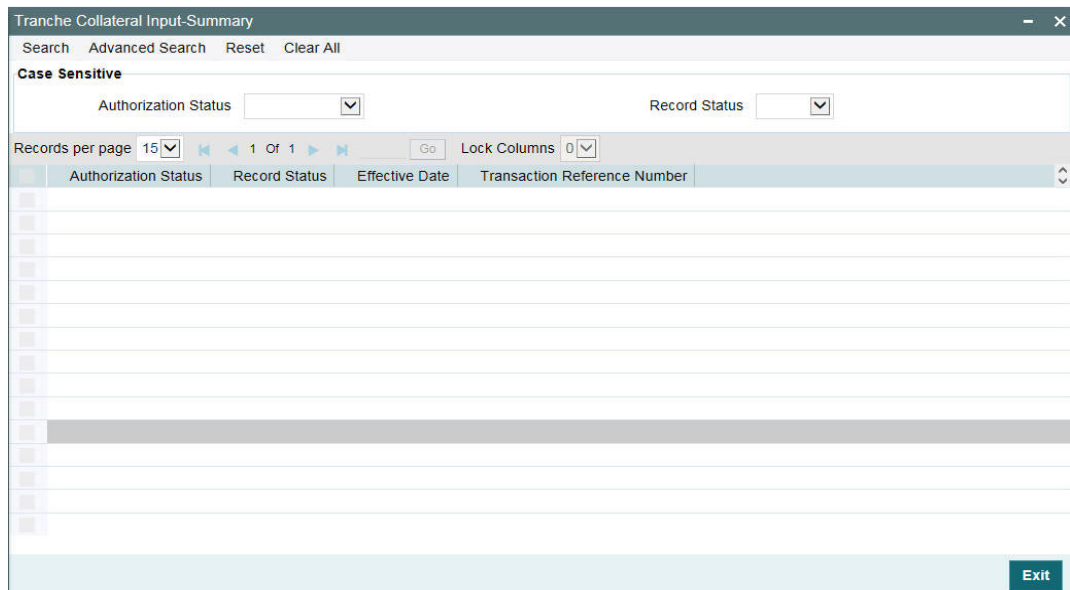 Tranche Collateral Input-Summary
Search Advanced Search Reset Clear All
Case Sensitive
Authorization Status Record Status
Records per page 15 1 Of 1 Go Lock Columns 0
Authorization Status Record Status Effective Date Transaction Reference Number
Exit